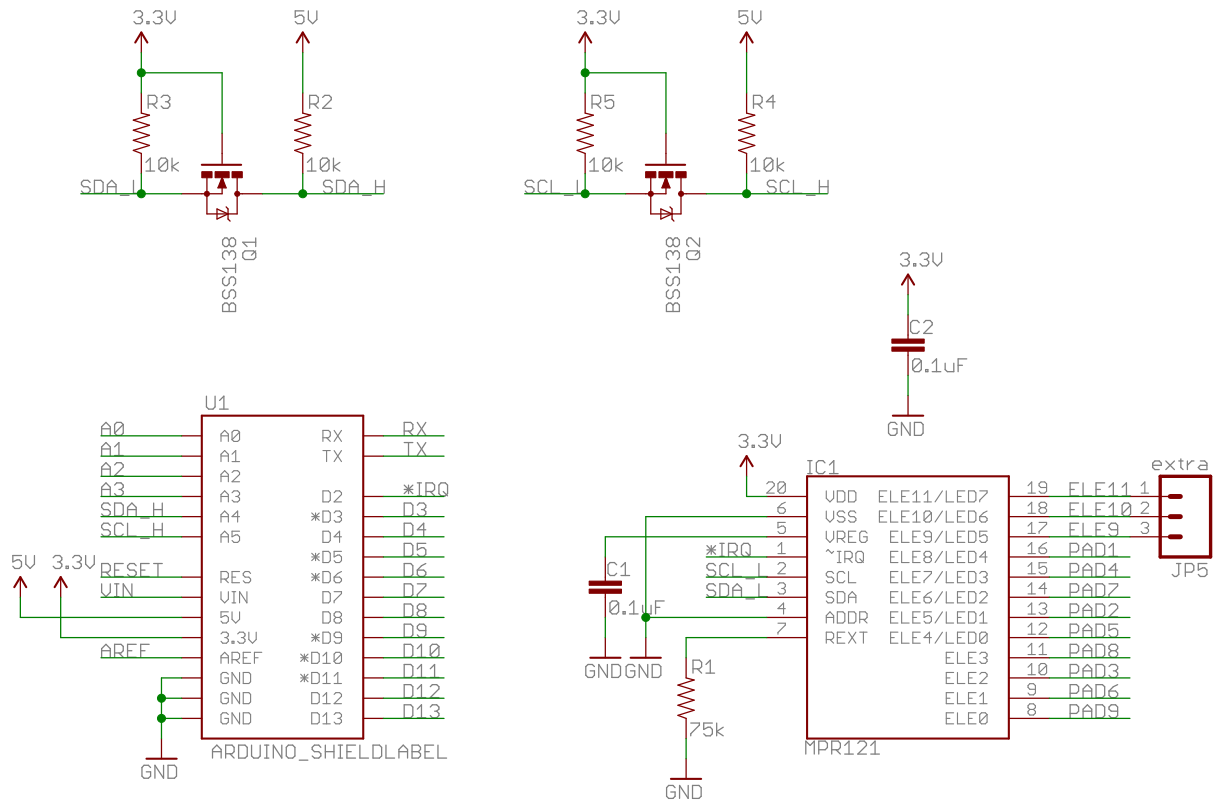 3.3V
5V
3.3V
5V
R3
R2
R5
R4
10k
10k
10k
10k
SDA_L
SDA_H
SCL_L
SCL_H
BSS138
Q1
BSS138
Q2
3.3V
C2
0.1uF
GND
U1
A0 A0 RX RX
A1 A1 TX TX
A2 A2
A3 A3 D2 *IRQ
SDA_H A4 *D3 D3
SCL_H A5 D4 D4
*D5 D5
RESET RES *D6 D6
VIN VIN D7 D7
5V D8 D8
3.3V *D9 D9
AREF AREF *D10 D10
GND *D11 D11
GND D12 D12
GND D13 D13
5V 3.3V
GND
ARDUINO_SHIELDLABEL
3.3V
IC1
extra
20 VDD ELE11/LED7 19 ELE11 1
6 VSS ELE10/LED6 18 ELE10 2
5 VREG ELE9/LED5 17 ELE9 3
*IRQ 1 ~IRQ ELE8/LED4 16 PAD1
SCL_L 2 SCL ELE7/LED3 15 PAD4
SDA_L 3 SDA ELE6/LED2 14 PAD7
4 ADDR ELE5/LED1 13 PAD2
7 REXT ELE4/LED0 12 PAD5
ELE3 11 PAD8
ELE2 10 PAD3
ELE1 9 PAD6
ELE0 8 PAD9
JP5
C1
0.1uF
GND
GND
R1
75k
GND
MPR121